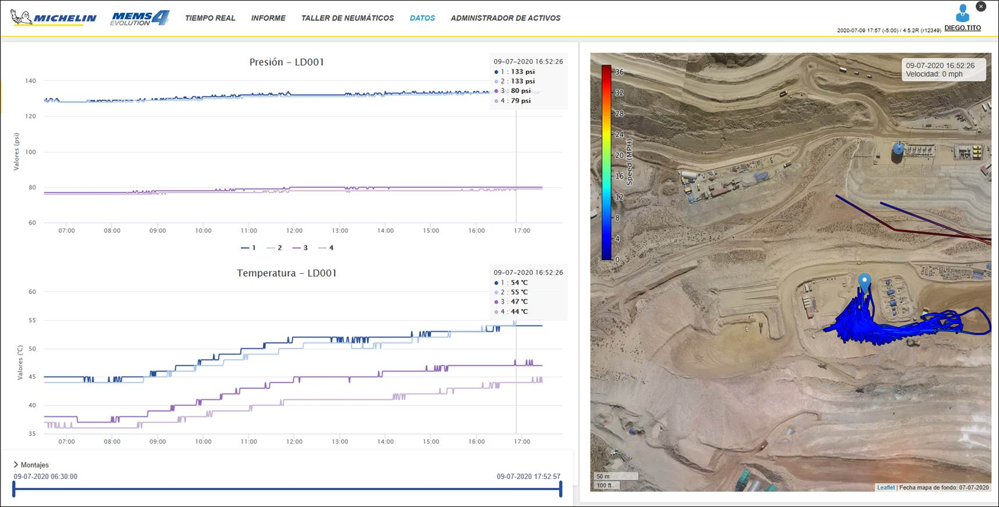 MICHELIN
MEMS 4
EVOLUTION
TIEMPO REAL
INFORME
TALLER DE NEUMÁTICOS
DATOS
ADMINISTRADOR DE ACTIVOS
2020-07-09 17:57 (-5:00) / 4.5.2R (r12349)
DIEGO.TITO
Presión - LD001
09-07-2020 16:52:26
1 : 133 psi
2 : 133 psi
3 : 80 psi
4 : 79 psi
Valores (psi)
140
120
100
80
60
07:00 08:00 09:00 10:00 11:00 12:00 13:00 14:00 15:00 16:00 17:00
1 2 3 4
Temperatura - LD001
09-07-2020 16:52:26
1 : 54 °C
2 : 55 °C
3 : 47 °C
4 : 44 °C
Valores (°C)
60
55
50
45
40
35
07:00 08:00 09:00 10:00 11:00 12:00 13:00 14:00 15:00 16:00 17:00
Montajes
09-07-2020 06:30:00
09-07-2020 17:52:57
09-07-2020 16:52:26
Velocidad: 0 mph
36
32
28
24
20
16
12
8
4
0
Speed (MPH)
50 m
100 ft
Leaflet | Fecha mapa de fondo: 07-07-2020